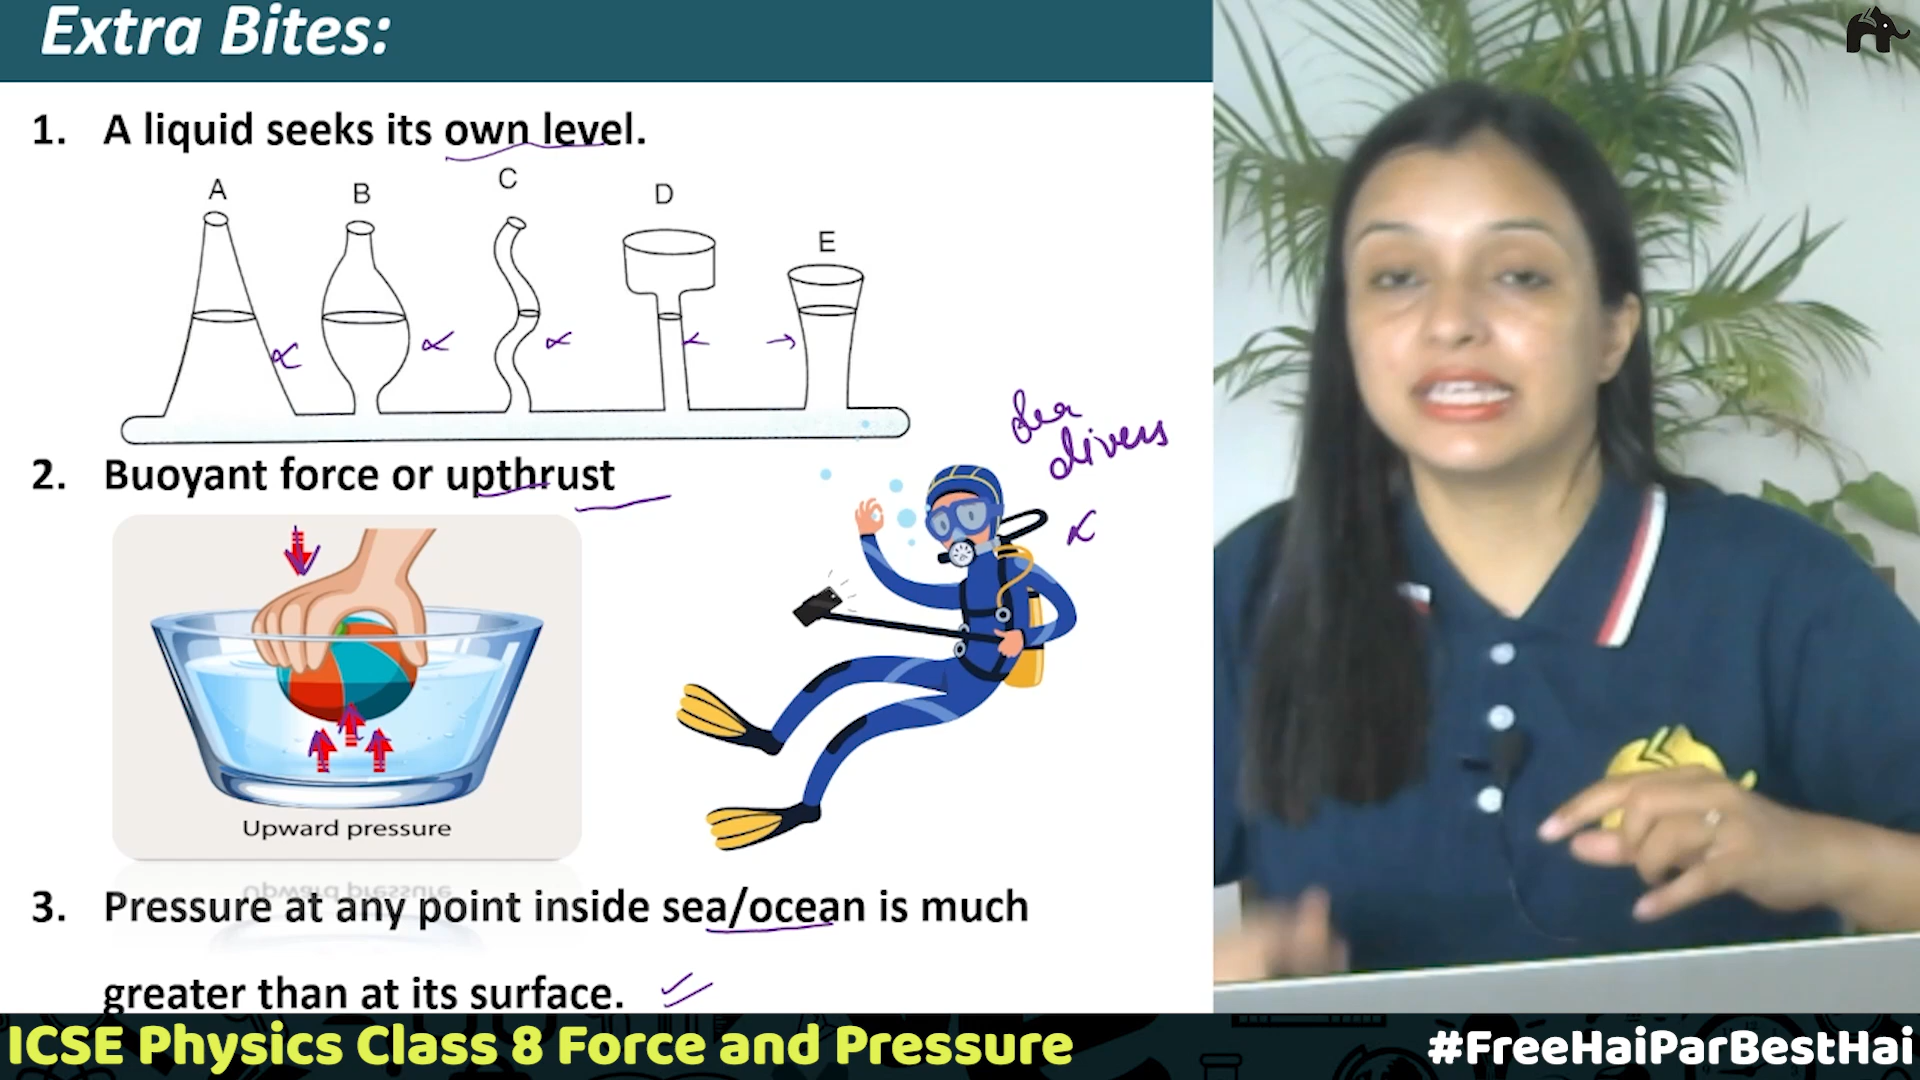 Extra Bites:
1. A liquid seeks its own level.
A B C D E
2. Buoyant force or upthrust
Sea
divers
Upward pressure
3. Pressure at any point inside sea/ocean is much
greater than at its surface.
ICSE Physics Class 8 Force and Pressure
#FreeHaiParBestHai